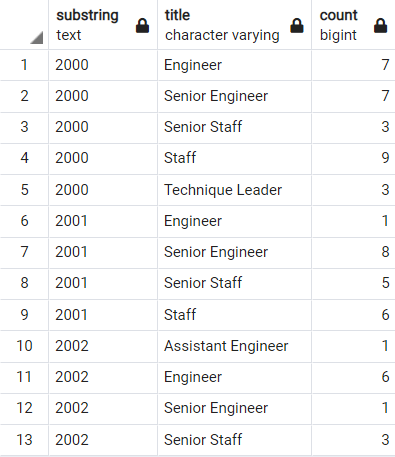 substring title count
text character varying bigint
1 2000 Engineer 7
2 2000 Senior Engineer 7
3 2000 Senior Staff 3
4 2000 Staff 9
5 2000 Technique Leader 3
6 2001 Engineer 1
7 2001 Senior Engineer 8
8 2001 Senior Staff 5
9 2001 Staff 6
10 2002 Assistant Engineer 1
11 2002 Engineer 6
12 2002 Senior Engineer 1
13 2002 Senior Staff 3